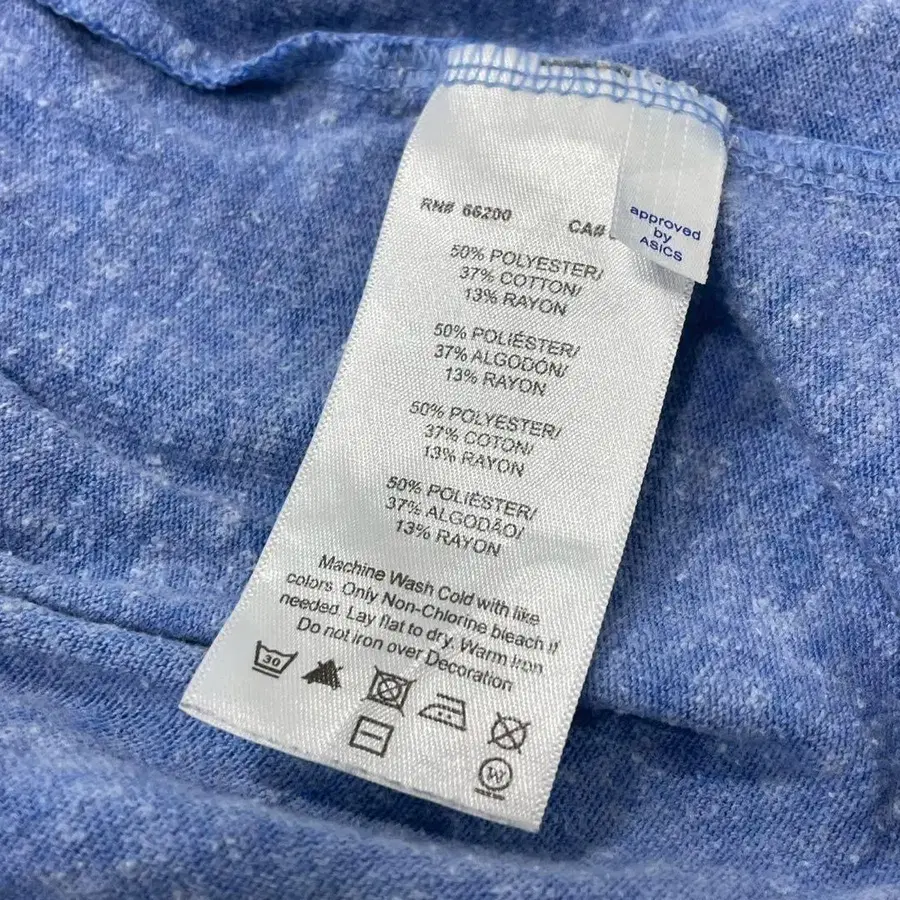 RN# 66200 CA#
approved
by
ASICS
50% POLYESTER/
37% COTTON/
13% RAYON
50% POLIÉSTER/
37% ALGODÓN/
13% RAYON
50% POLYESTER/
37% COTON/
13% RAYON
50% POLIÉSTER/
37% ALGODÃO/
13% RAYON
Machine Wash Cold with like
colors. Only Non-Chlorine bleach if
needed. Lay flat to dry. Warm Iron
Do not iron over Decoration
30
W